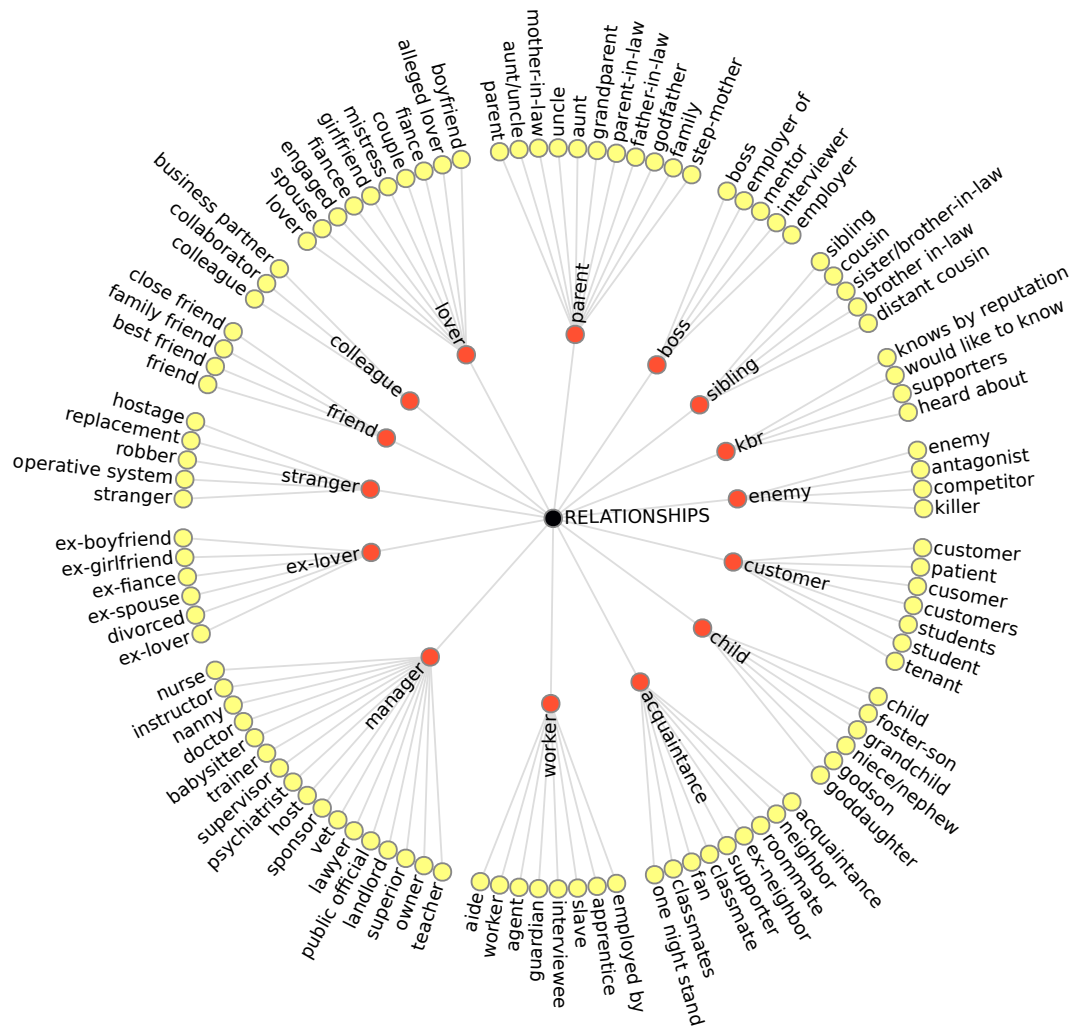 RELATIONSHIPS
parent
parent
aunt/uncle
mother-in-law
uncle
aunt
grandparent
parent-in-law
father-in-law
godfather
family
step-mother
boss
boss
employer of
mentor
interviewer
employer
sibling
sibling
cousin
sister/brother-in-law
brother in-law
distant cousin
kbr
knows by reputation
would like to know
supporters
heard about
enemy
enemy
antagonist
competitor
killer
customer
customer
patient
cusomer
customers
students
student
tenant
child
child
foster-son
grandchild
niece/nephew
godson
goddaughter
acquaintance
acquaintance
neighbor
roommate
ex-neighbor
supporter
classmate
fan
classmates
one night stand
worker
employed by
apprentice
slave
interviewee
guardian
agent
worker
aide
manager
teacher
owner
superior
landlord
public official
lawyer
vet
sponsor
host
psychiatrist
supervisor
trainer
babysitter
doctor
nanny
instructor
nurse
ex-lover
ex-lover
divorced
ex-spouse
ex-fiance
ex-girlfriend
ex-boyfriend
stranger
stranger
operative system
robber
replacement
hostage
friend
friend
best friend
family friend
close friend
colleague
colleague
collaborator
business partner
lover
lover
spouse
engaged
fiancee
girlfriend
mistress
couple
fiance
alleged lover
boyfriend